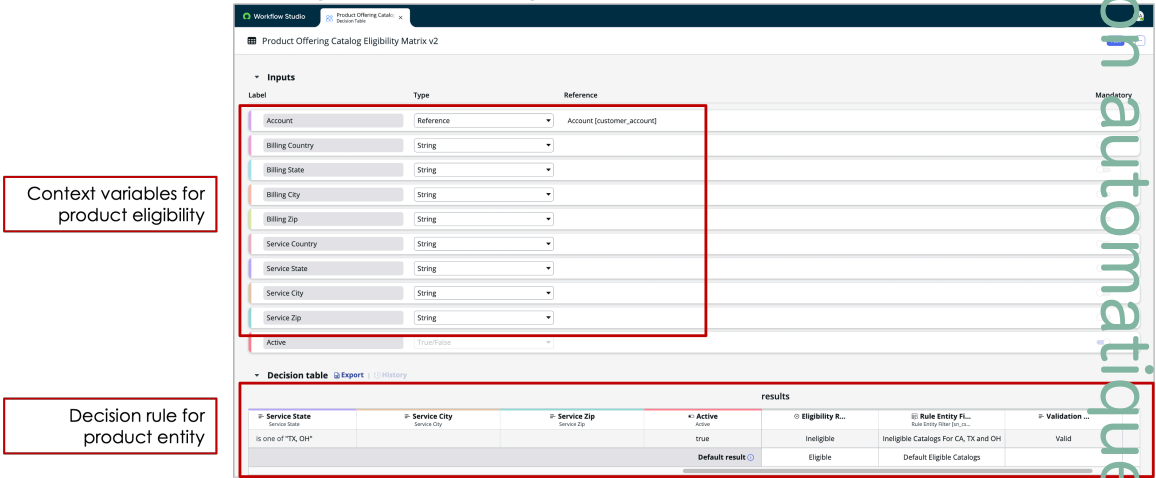 Workflow Studio
Product Offering Catalog
Decision Table
Product Offering Catalog Eligibility Matrix v2
Inputs
Label Type Reference Mandatory
Account Reference Account [customer_account]
Billing Country String
Billing State String
Billing City String
Billing Zip String
Service Country String
Service State String
Service City String
Service Zip String
Active True/False
Context variables for
product eligibility
Decision table Export | History
results
Service State Service City Service Zip Active Eligibility R... Rule Entity Fi... Validation ...
Service State Service City Service Zip Active Rule Entity Filter [sn_cs...
is one of "TX, OH" true Ineligible Ineligible Catalogs For CA, TX and OH Valid
Default result Eligible Default Eligible Catalogs
Decision rule for
product entity
on automatique